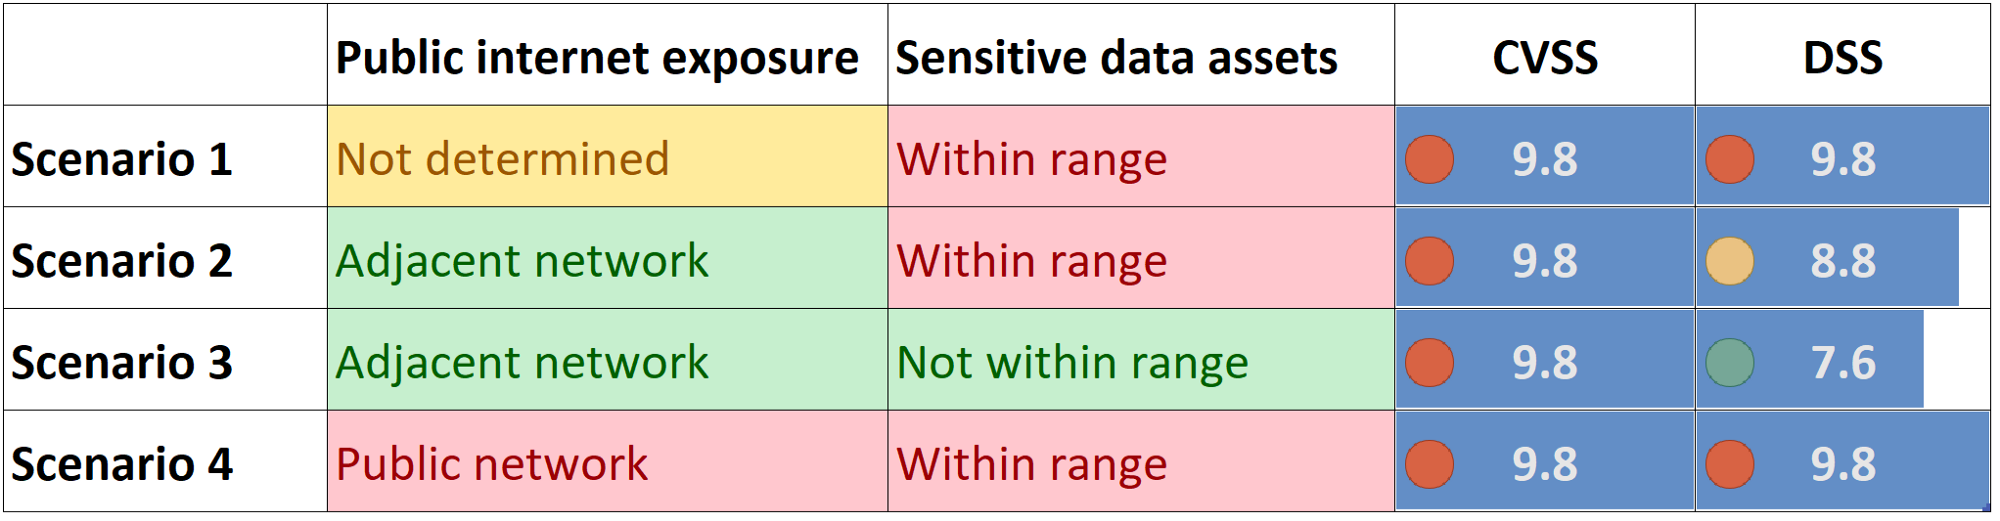 Public internet exposure Sensitive data assets CVSS DSS
Scenario 1 Not determined Within range 9.8 9.8
Scenario 2 Adjacent network Within range 9.8 8.8
Scenario 3 Adjacent network Not within range 9.8 7.6
Scenario 4 Public network Within range 9.8 9.8